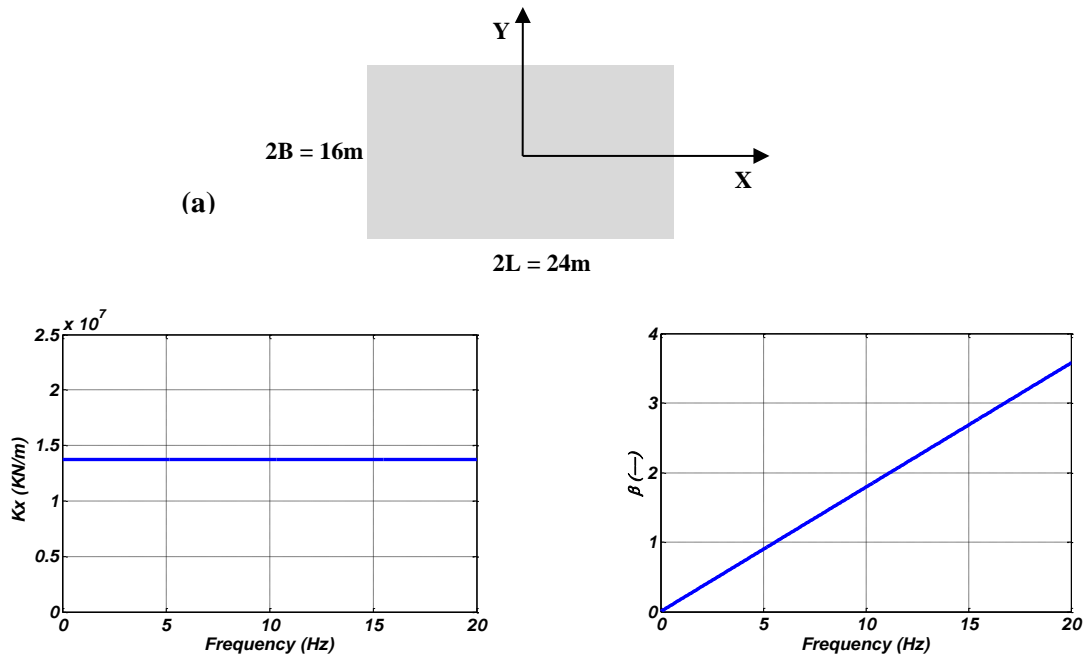 Y
2B = 16m
X
(a)
2L = 24m
x 10^7
2.5
2
1.5
1
0.5
0
Kx (KN/m)
0 5 10 15 20
Frequency (Hz)
4
3
2
1
0
β (—)
0 5 10 15 20
Frequency (Hz)